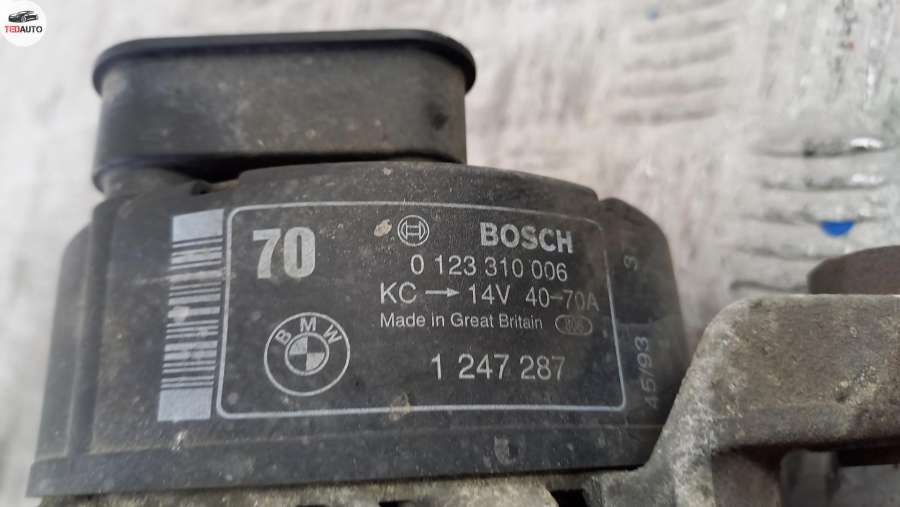 TEDAUTO
70
BOSCH
0 123 310 006
KC → 14V 40-70A
Made in Great Britain
BMW
1 247 287
45/93 3